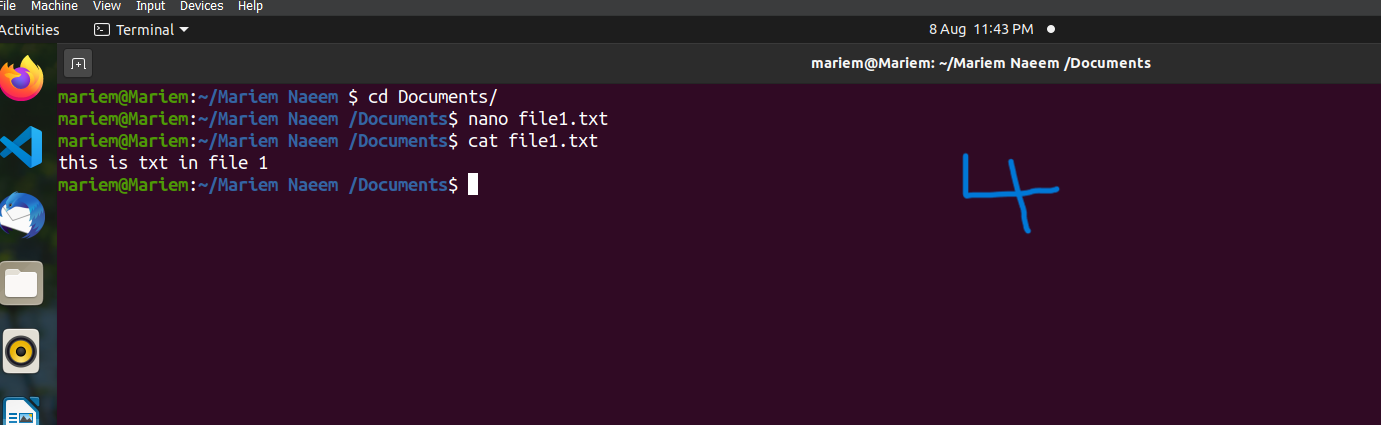 File Machine View Input Devices Help
Activities Terminal 8 Aug 11:43 PM
mariem@Mariem: ~/Mariem Naeem /Documents
mariem@Mariem:~/Mariem Naeem $ cd Documents/
mariem@Mariem:~/Mariem Naeem /Documents$ nano file1.txt
mariem@Mariem:~/Mariem Naeem /Documents$ cat file1.txt
this is txt in file 1
mariem@Mariem:~/Mariem Naeem /Documents$
4